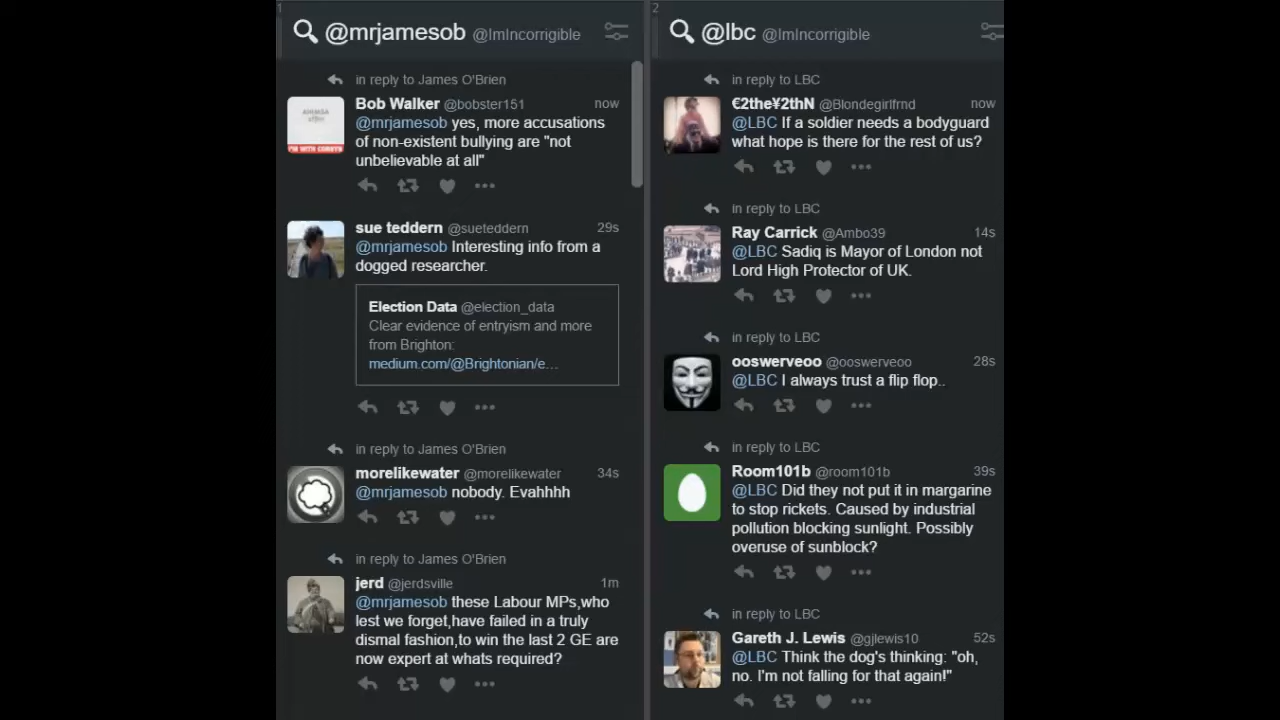 1
@mrjamesob @ImIncorrigible
in reply to James O'Brien
Bob Walker @bobster151 now
@mrjamesob yes, more accusations
of non-existent bullying are "not
unbelievable at all"
sue teddern @sueteddern 29s
@mrjamesob Interesting info from a
dogged researcher.
Election Data @election_data
Clear evidence of entryism and more
from Brighton:
medium.com/@Brightonian/e...
in reply to James O'Brien
morelikewater @morelikewater 34s
@mrjamesob nobody. Evahhhh
in reply to James O'Brien
jerd @jerdsville 1m
@mrjamesob these Labour MPs,who
lest we forget,have failed in a truly
dismal fashion,to win the last 2 GE are
now expert at whats required?
2
@lbc @ImIncorrigible
in reply to LBC
€2the¥2thN @Blondegirlfrnd now
@LBC If a soldier needs a bodyguard
what hope is there for the rest of us?
in reply to LBC
Ray Carrick @Ambo39 14s
@LBC Sadiq is Mayor of London not
Lord High Protector of UK.
in reply to LBC
ooswerveoo @ooswerveoo 28s
@LBC I always trust a flip flop..
in reply to LBC
Room101b @room101b 39s
@LBC Did they not put it in margarine
to stop rickets. Caused by industrial
pollution blocking sunlight. Possibly
overuse of sunblock?
in reply to LBC
Gareth J. Lewis @gjlewis10 52s
@LBC Think the dog's thinking: "oh,
no. I'm not falling for that again!"